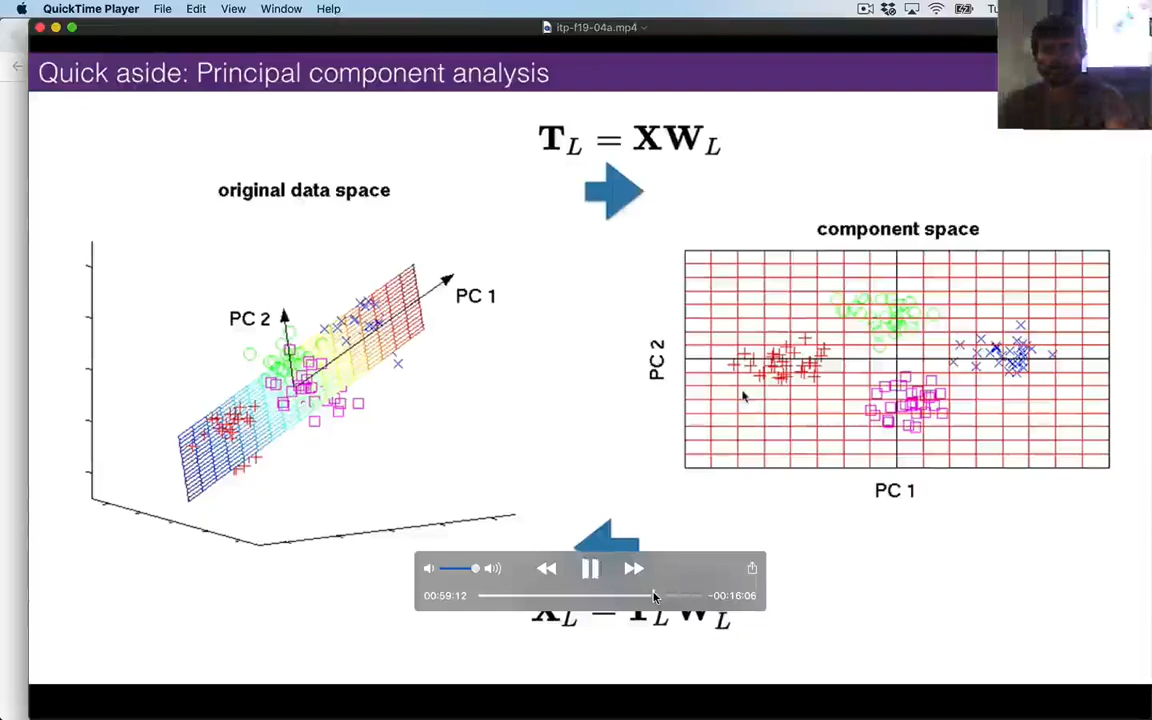 QuickTime Player File Edit View Window Help
itp-f19-04a.mp4
Quick aside: Principal component analysis
T_L = XW_L
original data space
component space
PC 1
PC 2
PC 2
PC 1
00:59:12 -00:16:06